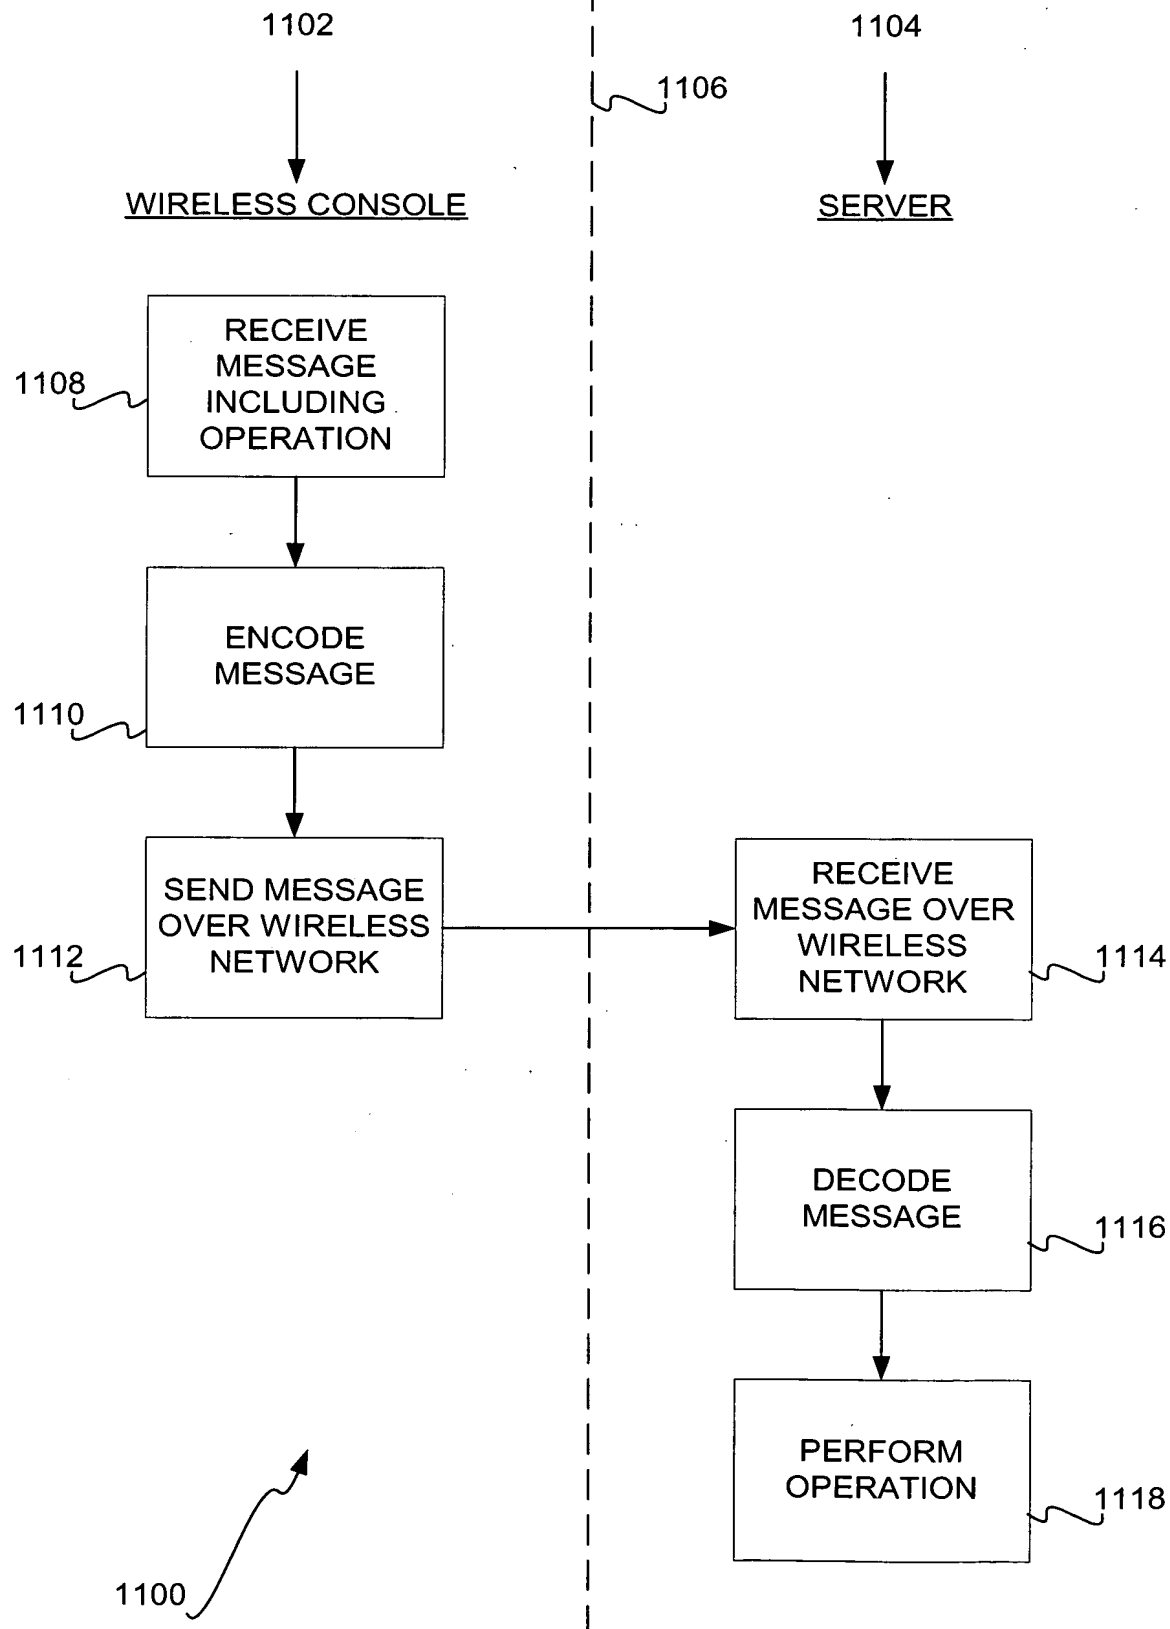 1102
1104
1106
WIRELESS CONSOLE
SERVER
RECEIVE
MESSAGE
INCLUDING
OPERATION
1108
ENCODE
MESSAGE
1110
SEND MESSAGE
OVER WIRELESS
NETWORK
1112
RECEIVE
MESSAGE OVER
WIRELESS
NETWORK
1114
DECODE
MESSAGE
1116
PERFORM
OPERATION
1118
1100